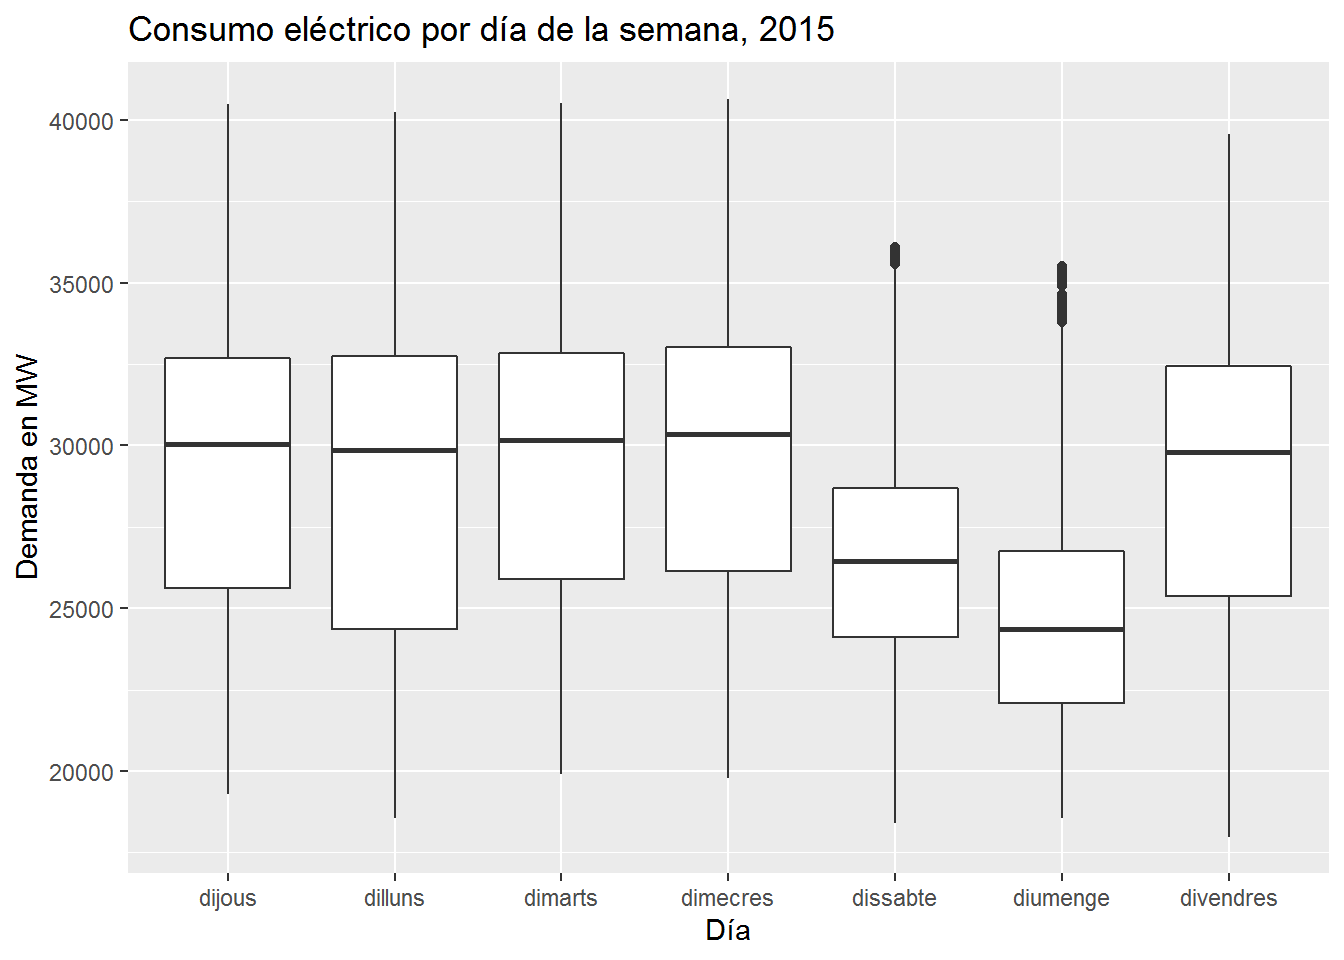 Consumo eléctrico por día de la semana, 2015
Demanda en MW
40000
35000
30000
25000
20000
dijous dilluns dimarts dimecres dissabte diumenge divendres
Día